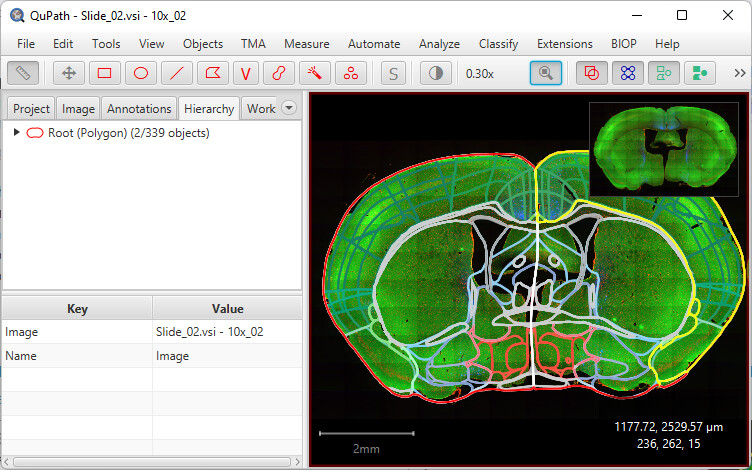 QuPath - Slide_02.vsi - 10x_02
File Edit Tools View Objects TMA Measure Automate Analyze Classify Extensions BIOP Help
V S 0.30x »
Project Image Annotations Hierarchy Work
Root (Polygon) (2/339 objects)
Key Value
Image Slide_02.vsi - 10x_02
Name Image
2mm
1177.72, 2529.57 µm
236, 262, 15